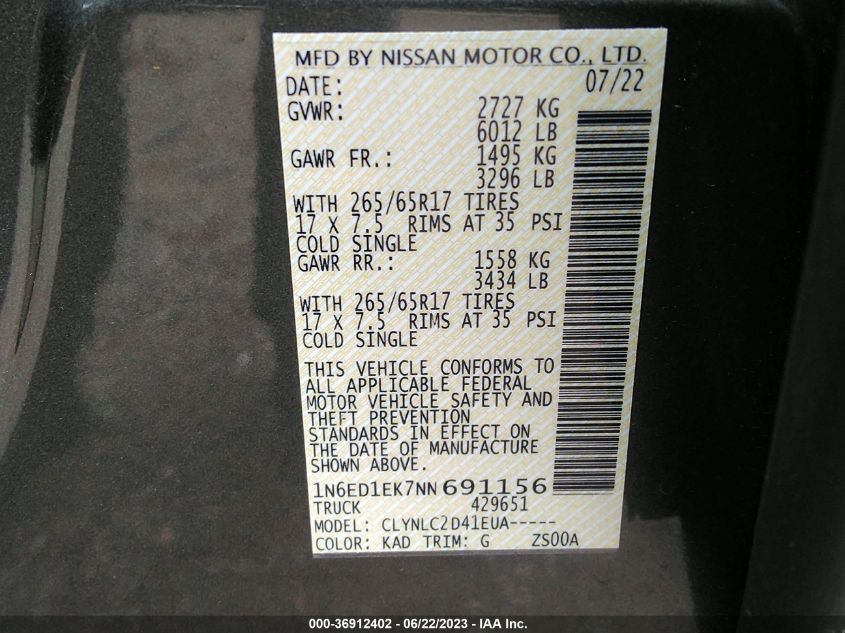 MFD BY NISSAN MOTOR CO., LTD.
DATE: 07/22
GVWR: 2727 KG
6012 LB
GAWR FR.: 1495 KG
3296 LB
WITH 265/65R17 TIRES
17 X 7.5 RIMS AT 35 PSI
COLD SINGLE
GAWR RR.: 1558 KG
3434 LB
WITH 265/65R17 TIRES
17 X 7.5 RIMS AT 35 PSI
COLD SINGLE
THIS VEHICLE CONFORMS TO
ALL APPLICABLE FEDERAL
MOTOR VEHICLE SAFETY AND
THEFT PREVENTION
STANDARDS IN EFFECT ON
THE DATE OF MANUFACTURE
SHOWN ABOVE.
1N6ED1EK7NN691156
TRUCK 429651
MODEL: CLYNLC2D41EUA-----
COLOR: KAD TRIM: G ZS00A
000-36912402 - 06/22/2023 - IAA Inc.